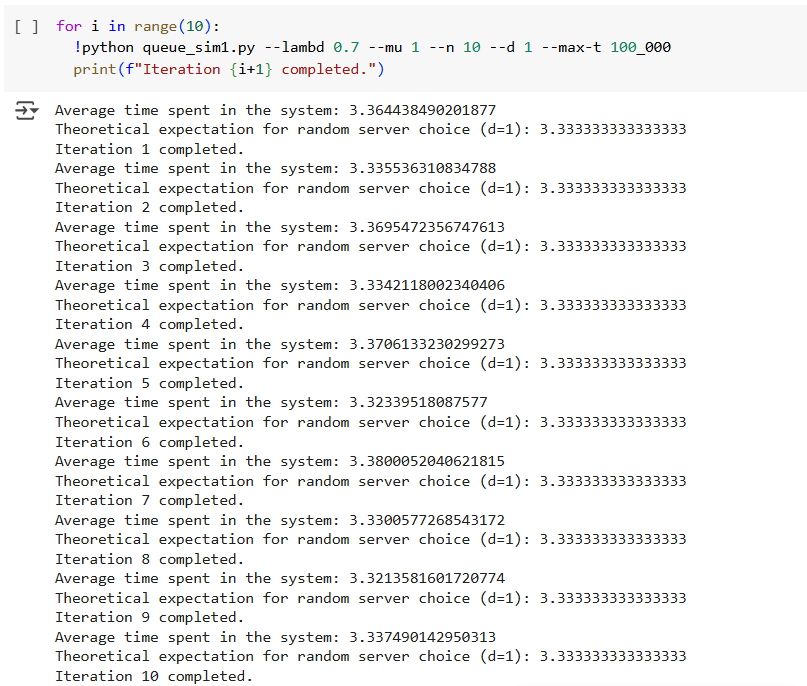 [ ] for i in range(10):
!python queue_sim1.py --lambd 0.7 --mu 1 --n 10 --d 1 --max-t 100_000
print(f"Iteration {i+1} completed.")
Average time spent in the system: 3.364438490201877
Theoretical expectation for random server choice (d=1): 3.333333333333333
Iteration 1 completed.
Average time spent in the system: 3.335536310834788
Theoretical expectation for random server choice (d=1): 3.333333333333333
Iteration 2 completed.
Average time spent in the system: 3.3695472356747613
Theoretical expectation for random server choice (d=1): 3.333333333333333
Iteration 3 completed.
Average time spent in the system: 3.3342118002340406
Theoretical expectation for random server choice (d=1): 3.333333333333333
Iteration 4 completed.
Average time spent in the system: 3.3706133230299273
Theoretical expectation for random server choice (d=1): 3.333333333333333
Iteration 5 completed.
Average time spent in the system: 3.32339518087577
Theoretical expectation for random server choice (d=1): 3.333333333333333
Iteration 6 completed.
Average time spent in the system: 3.3800052040621815
Theoretical expectation for random server choice (d=1): 3.333333333333333
Iteration 7 completed.
Average time spent in the system: 3.3300577268543172
Theoretical expectation for random server choice (d=1): 3.333333333333333
Iteration 8 completed.
Average time spent in the system: 3.3213581601720774
Theoretical expectation for random server choice (d=1): 3.333333333333333
Iteration 9 completed.
Average time spent in the system: 3.337490142950313
Theoretical expectation for random server choice (d=1): 3.333333333333333
Iteration 10 completed.